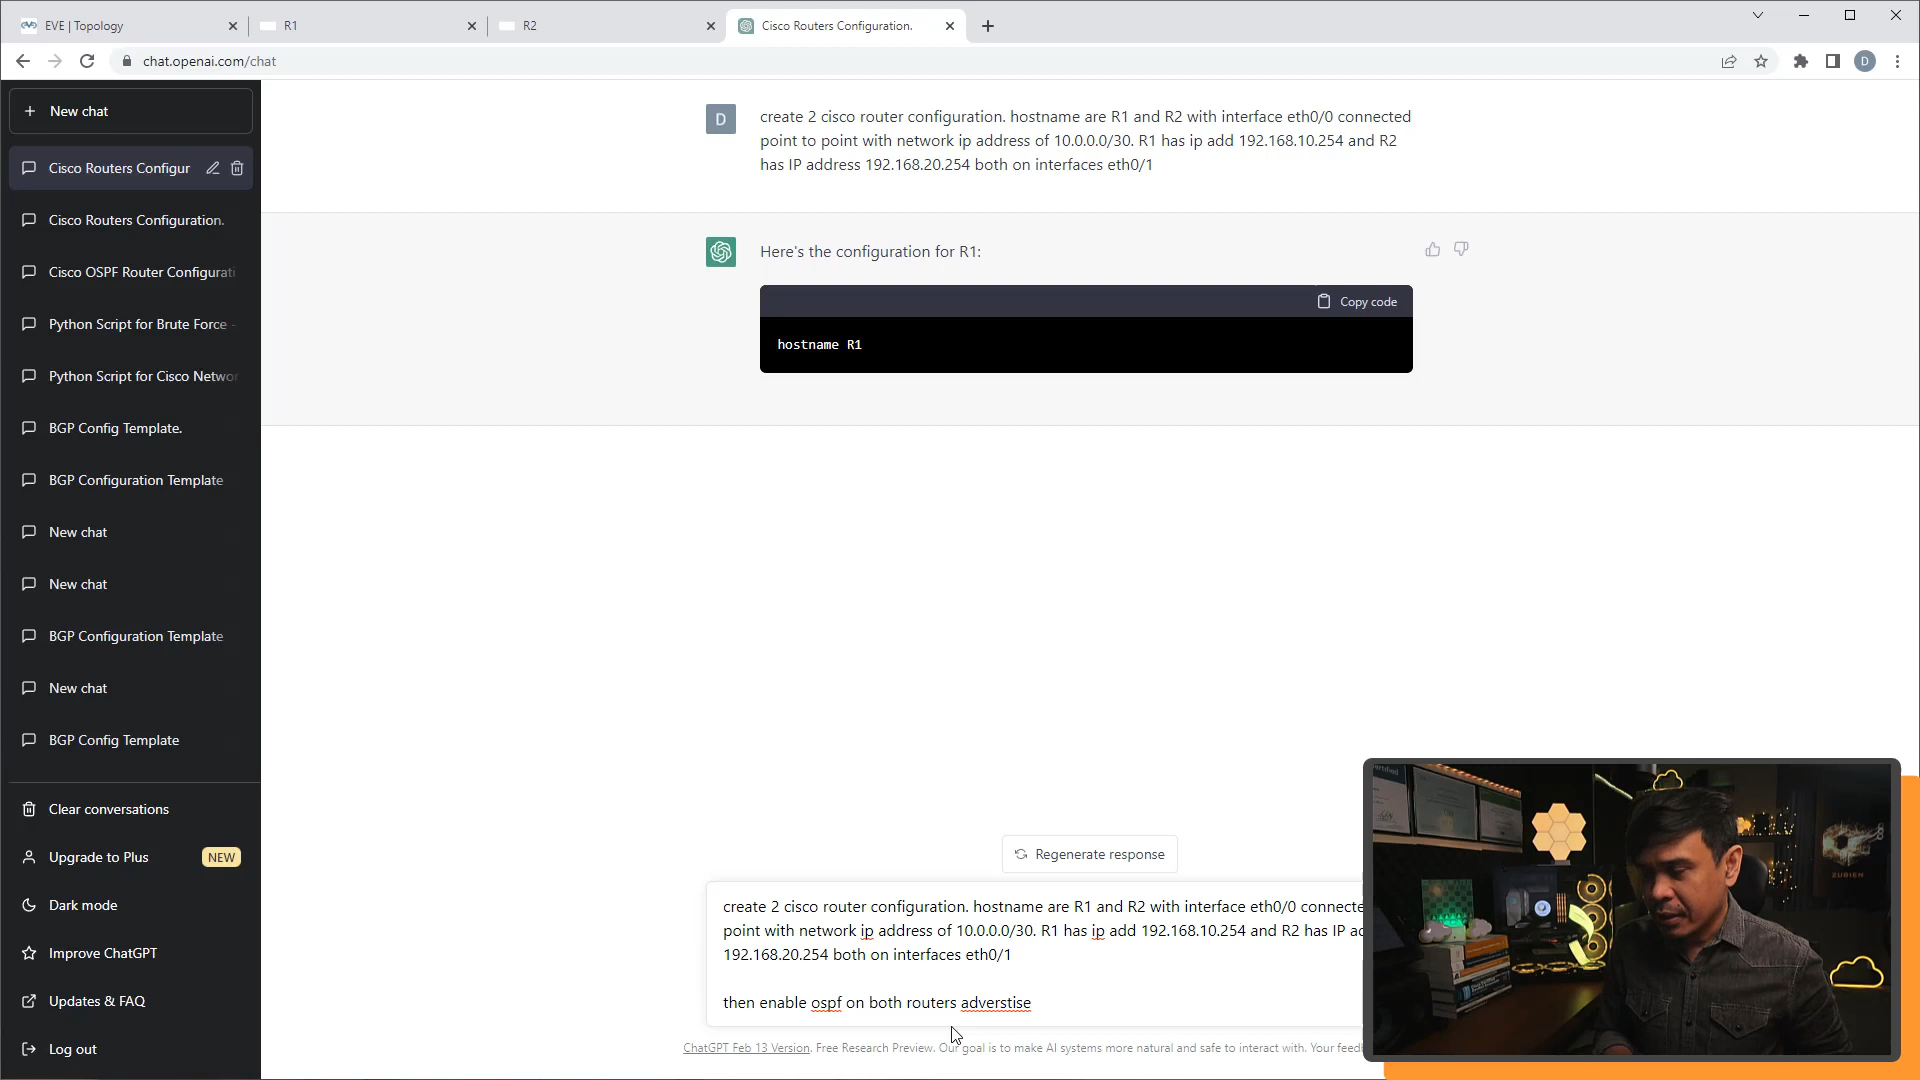 EVE | Topology
R1
R2
Cisco Routers Configuration.
chat.openai.com/chat
D
New chat
Cisco Routers Configur
Cisco Routers Configuration.
Cisco OSPF Router Configurati
Python Script for Brute Force -
Python Script for Cisco Netwo
BGP Config Template.
BGP Configuration Template
New chat
New chat
BGP Configuration Template
New chat
BGP Config Template
Clear conversations
Upgrade to Plus NEW
Dark mode
Improve ChatGPT
Updates & FAQ
Log out
D
create 2 cisco router configuration. hostname are R1 and R2 with interface eth0/0 connected
point to point with network ip address of 10.0.0.0/30. R1 has ip add 192.168.10.254 and R2
has IP address 192.168.20.254 both on interfaces eth0/1
Here's the configuration for R1:
Copy code
hostname R1
Regenerate response
create 2 cisco router configuration. hostname are R1 and R2 with interface eth0/0 connecte
point with network ip address of 10.0.0.0/30. R1 has ip add 192.168.10.254 and R2 has IP ad
192.168.20.254 both on interfaces eth0/1
then enable ospf on both routers adverstise
ChatGPT Feb 13 Version. Free Research Preview. Our goal is to make AI systems more natural and safe to interact with. Your feedb
ZUBIEN